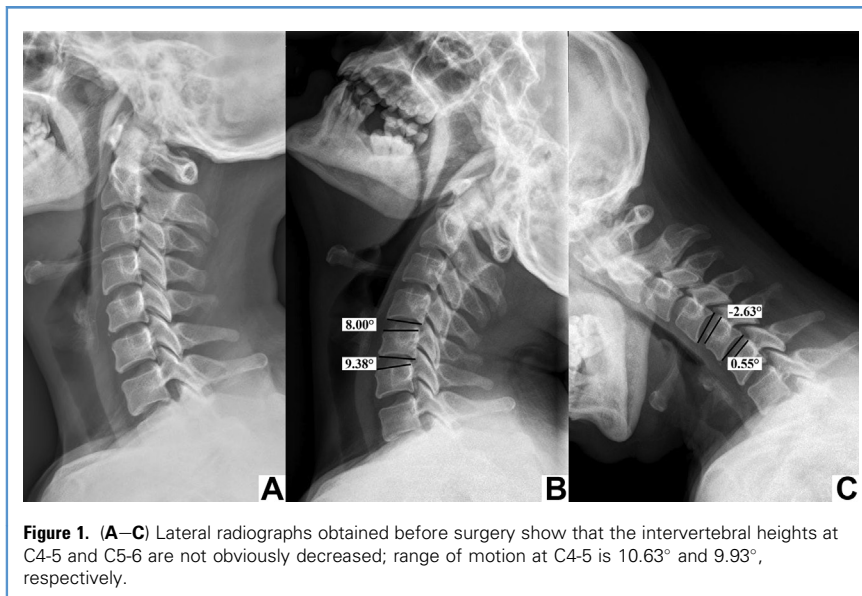 8.00°
9.38°
-2.63°
0.55°
A
B
C
Figure 1. (A–C) Lateral radiographs obtained before surgery show that the intervertebral heights at
C4-5 and C5-6 are not obviously decreased; range of motion at C4-5 is 10.63° and 9.93°,
respectively.